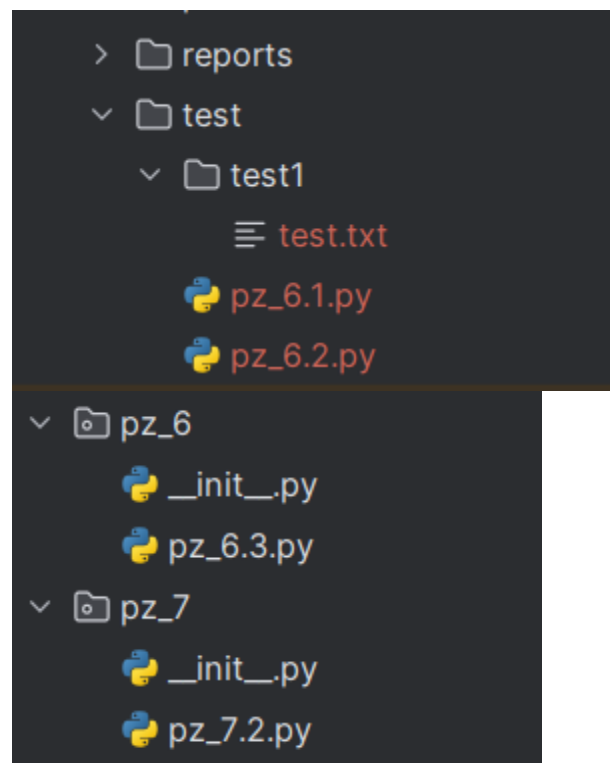 reports
test
test1
test.txt
pz_6.1.py
pz_6.2.py
pz_6
__init__.py
pz_6.3.py
pz_7
__init__.py
pz_7.2.py